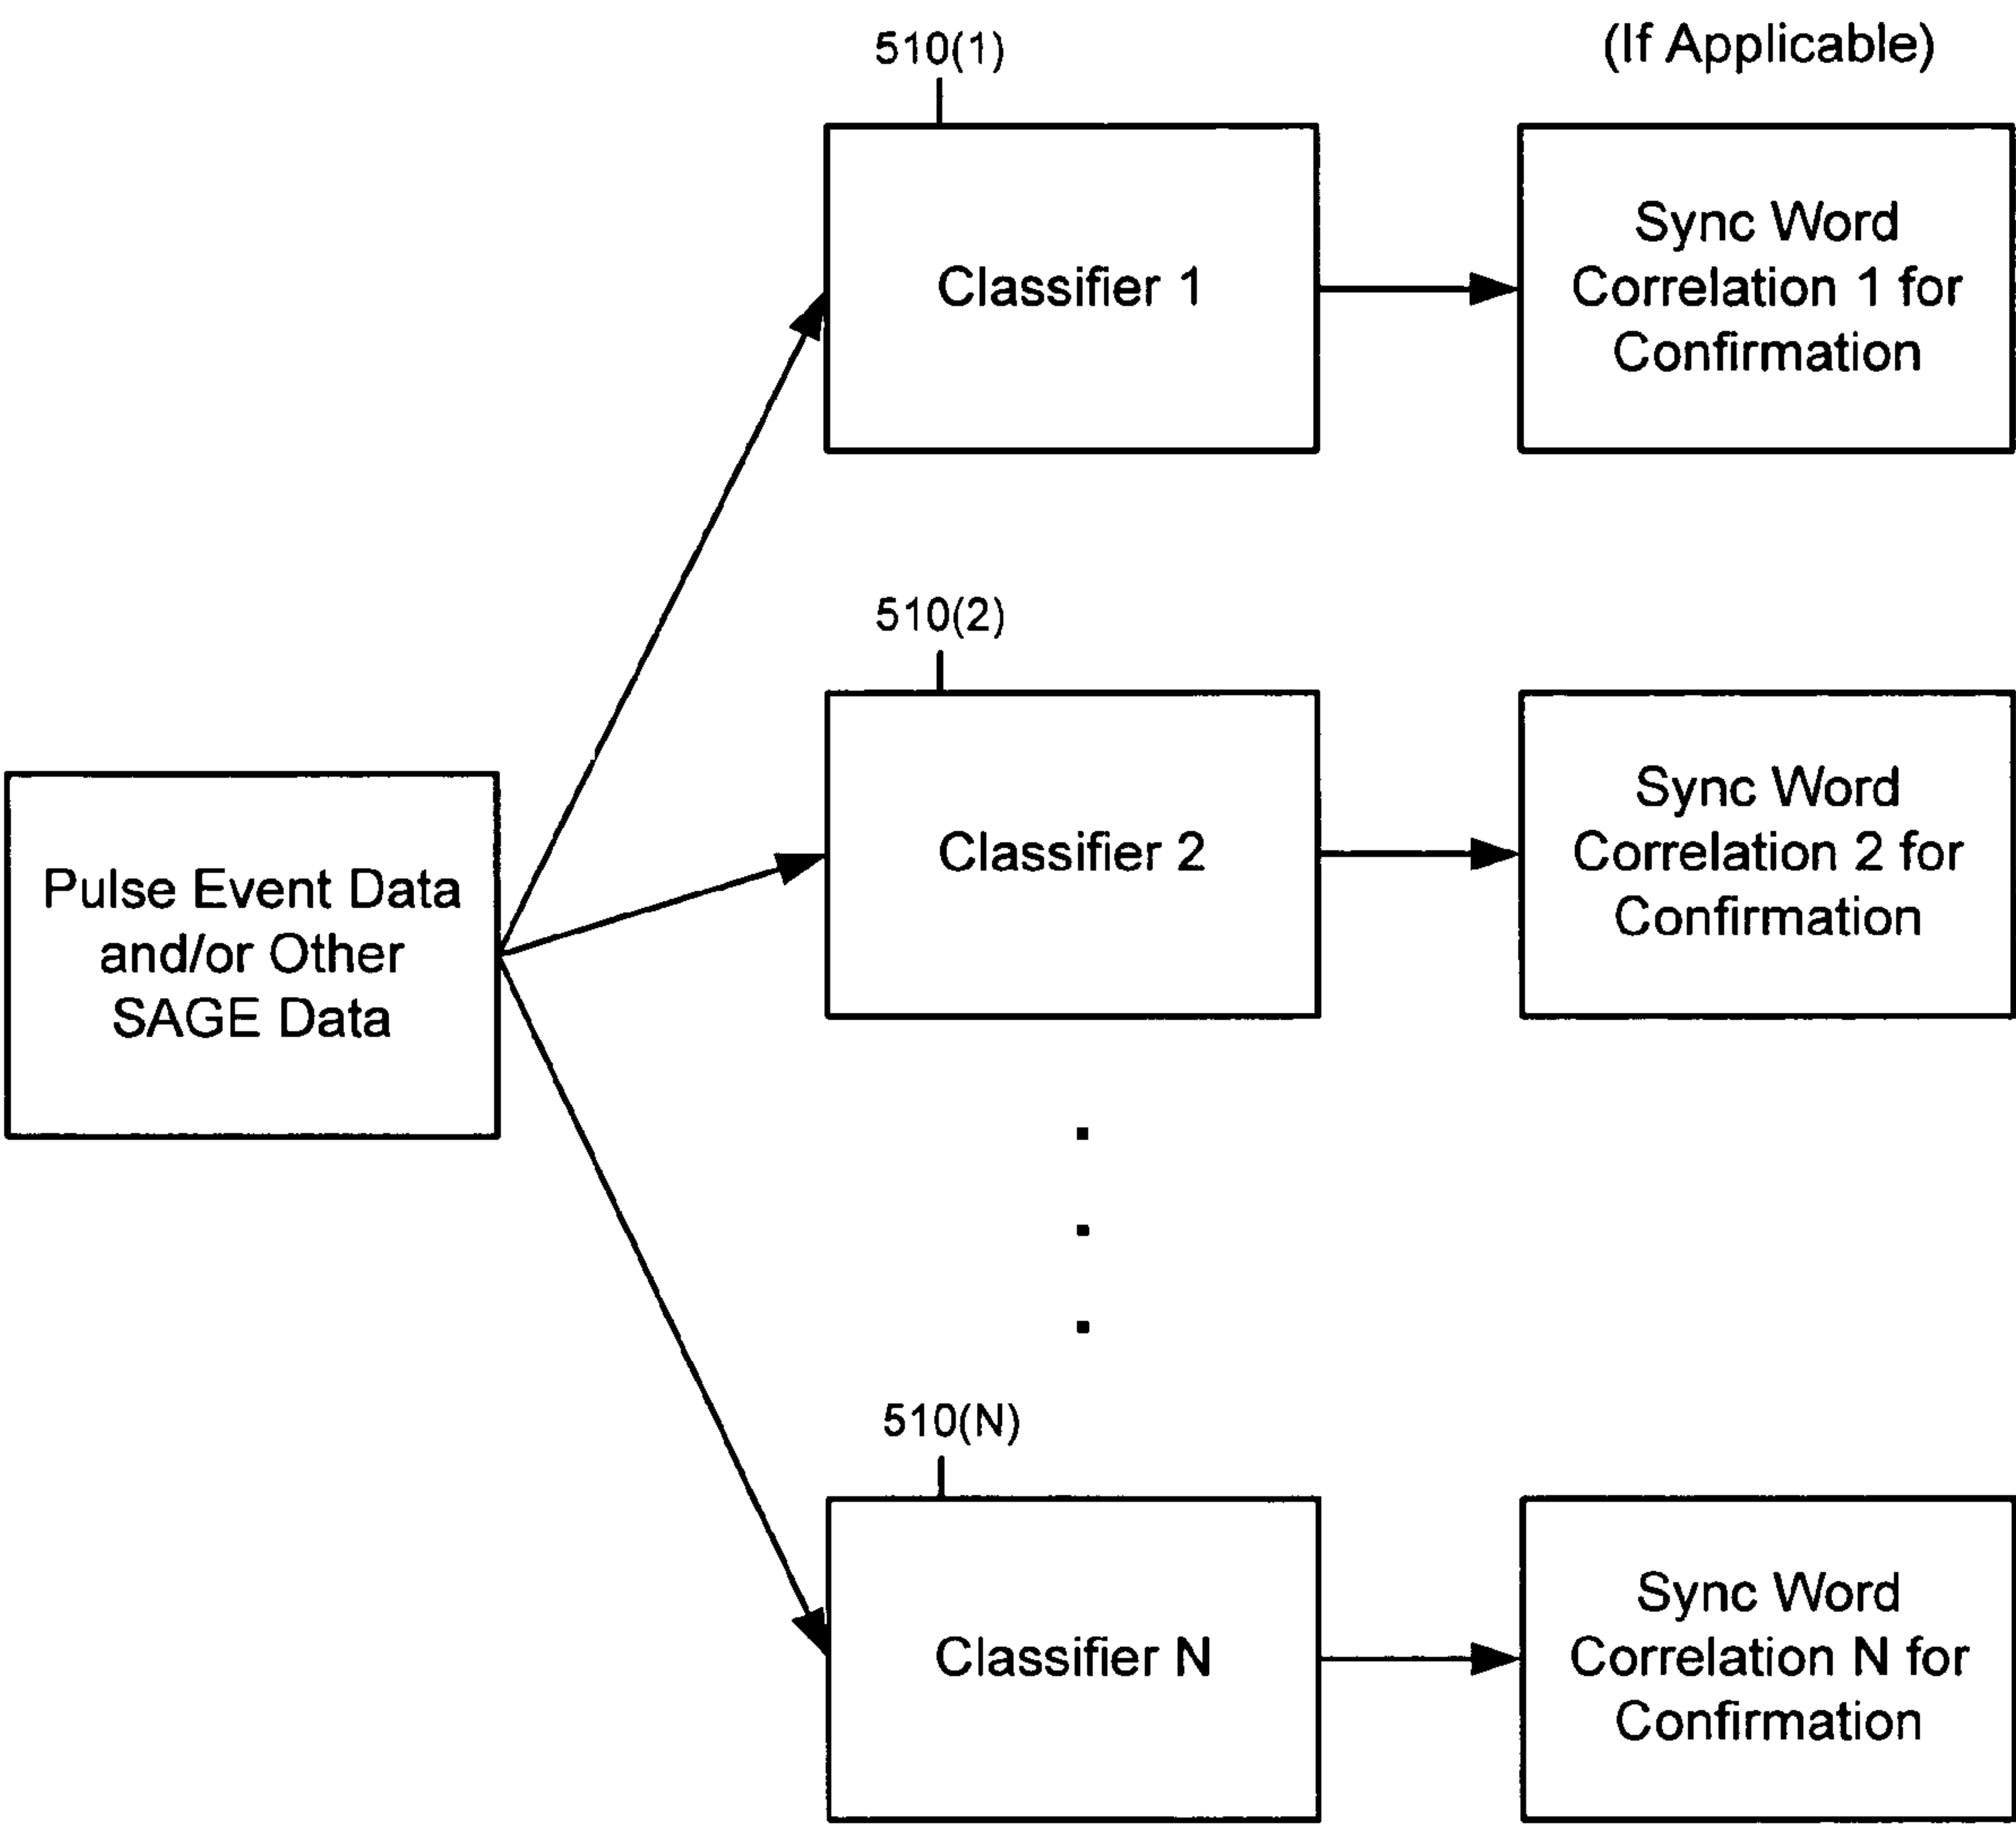 510(1)
(If Applicable)
Classifier 1
Sync Word
Correlation 1 for
Confirmation
510(2)
Classifier 2
Sync Word
Correlation 2 for
Confirmation
Pulse Event Data
and/or Other
SAGE Data
510(N)
Classifier N
Sync Word
Correlation N for
Confirmation